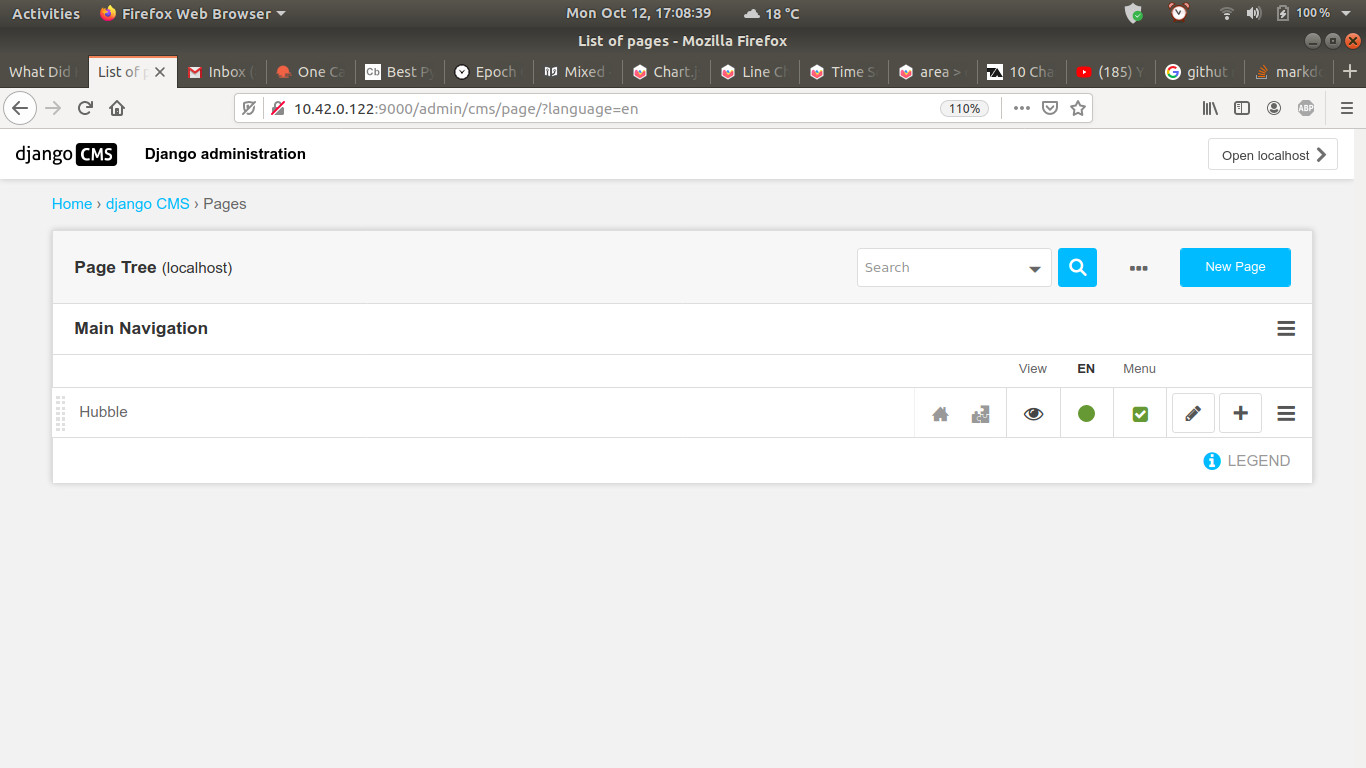 Activities Firefox Web Browser Mon Oct 12, 17:08:39 18 °C 100 %
List of pages - Mozilla Firefox
What Did List of p Inbox ( One Ca Cb Best Py Epoch Mixed Chart.j Line Ch Time S area > 10 Cha (185) Y github markdo
10.42.0.122:9000/admin/cms/page/?language=en 110% ABP
django CMS Django administration Open localhost
Home › django CMS › Pages
Page Tree (localhost) Search New Page
Main Navigation
View EN Menu
Hubble
LEGEND